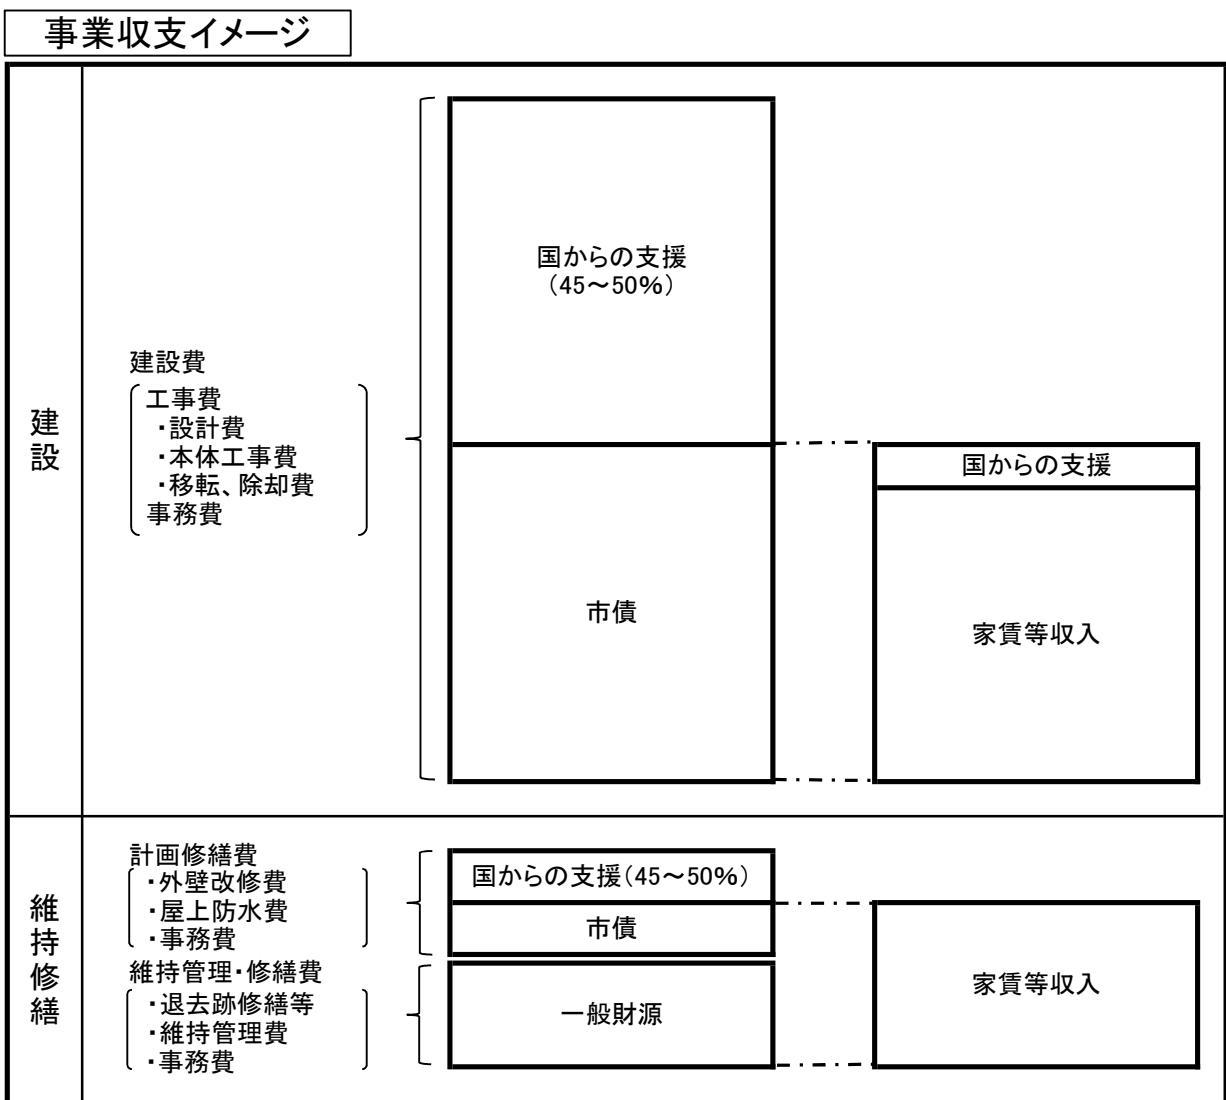 事業収支イメージ
建設
建設費
工事費
・設計費
・本体工事費
・移転、除却費
事務費
国からの支援
（45～50％）
市債
国からの支援
家賃等収入
維持修繕
計画修繕費
・外壁改修費
・屋上防水費
・事務費
維持管理・修繕費
・退去跡修繕等
・維持管理費
・事務費
国からの支援（45～50％）
市債
一般財源
家賃等収入